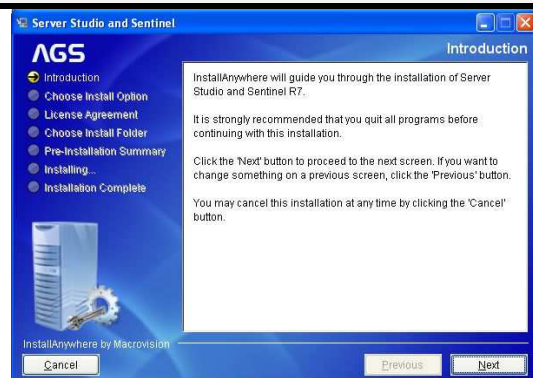 Server Studio and Sentinel
AGS
Introduction
Introduction
Choose Install Option
License Agreement
Choose Install Folder
Pre-Installation Summary
Installing...
Installation Complete
InstallAnywhere will guide you through the installation of Server
Studio and Sentinel R7.
It is strongly recommended that you quit all programs before
continuing with this installation.
Click the 'Next' button to proceed to the next screen. If you want to
change something on a previous screen, click the 'Previous' button.
You may cancel this installation at any time by clicking the 'Cancel'
button.
InstallAnywhere by Macrovision
Cancel
Previous
Next